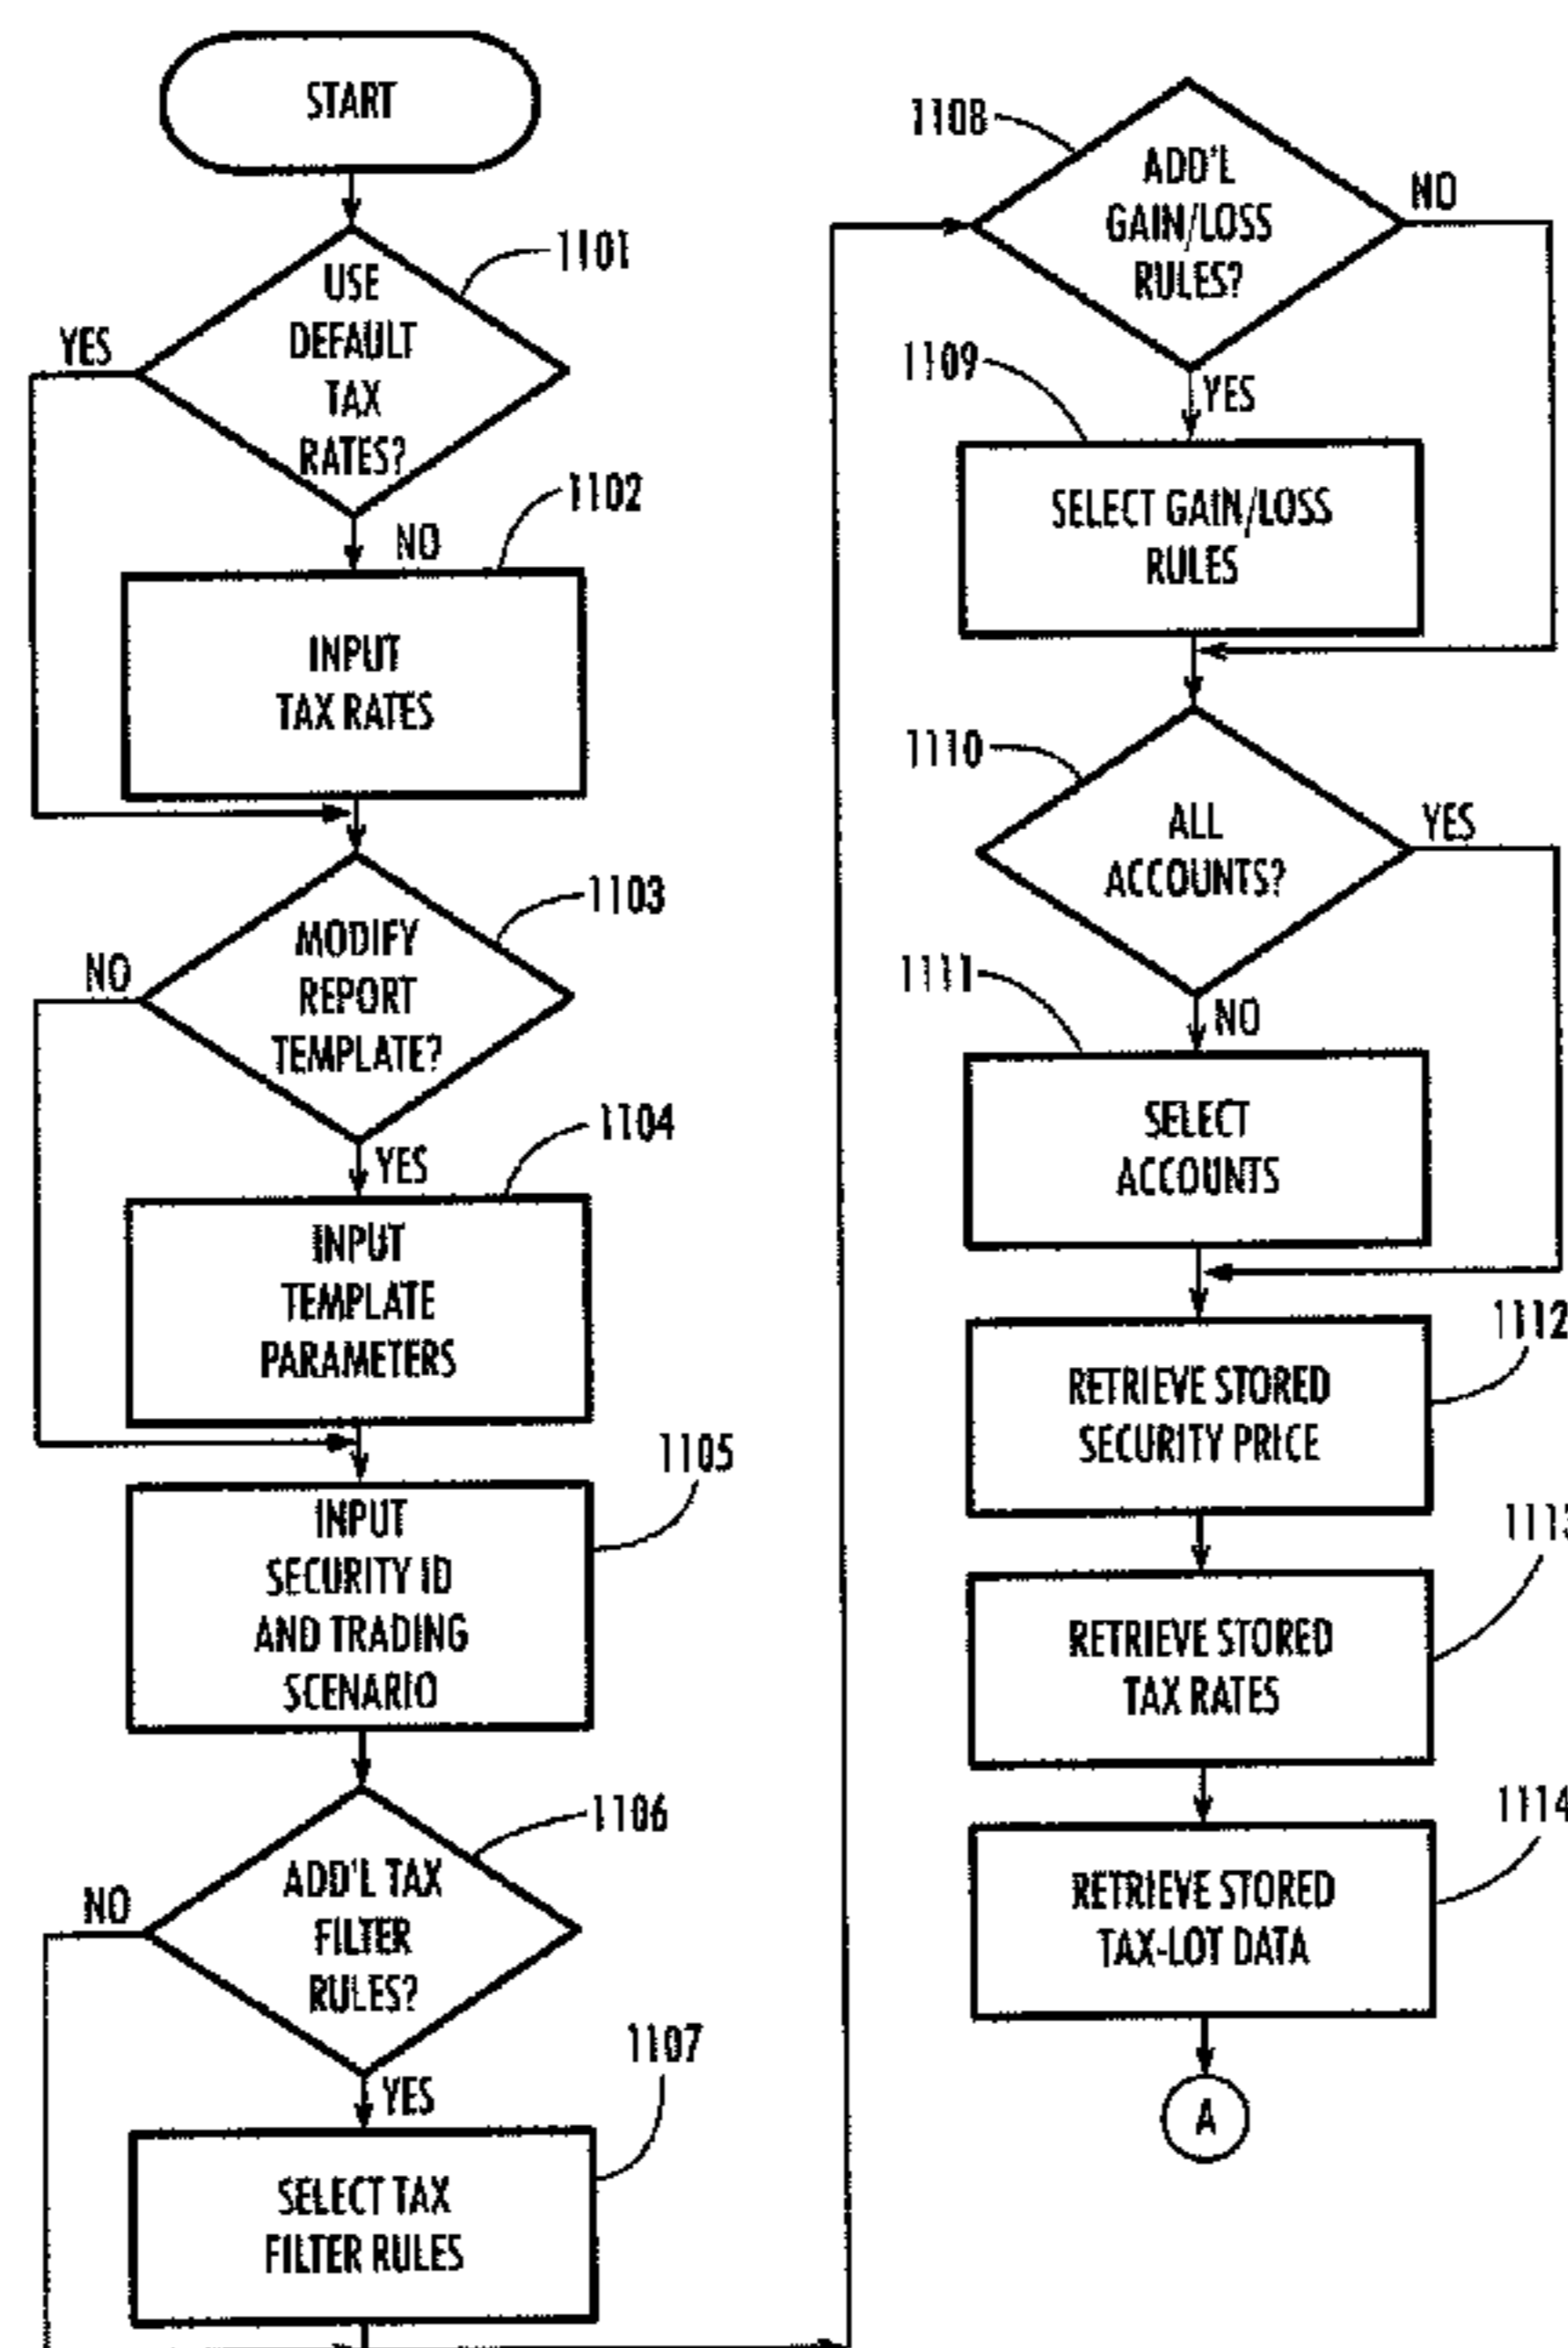 START
1101
USE
DEFAULT
TAX
RATES?
YES
NO
1102
INPUT
TAX RATES
1103
MODIFY
REPORT
TEMPLATE?
NO
YES
1104
INPUT
TEMPLATE
PARAMETERS
1105
INPUT
SECURITY ID
AND TRADING
SCENARIO
1106
ADD'L TAX
FILTER
RULES?
NO
YES
1107
SELECT TAX
FILTER RULES
1108
ADD'L
GAIN/LOSS
RULES?
NO
YES
1109
SELECT GAIN/LOSS
RULES
1110
ALL
ACCOUNTS?
YES
NO
1111
SELECT
ACCOUNTS
1112
RETRIEVE STORED
SECURITY PRICE
1113
RETRIEVE STORED
TAX RATES
1114
RETRIEVE STORED
TAX-LOT DATA
A